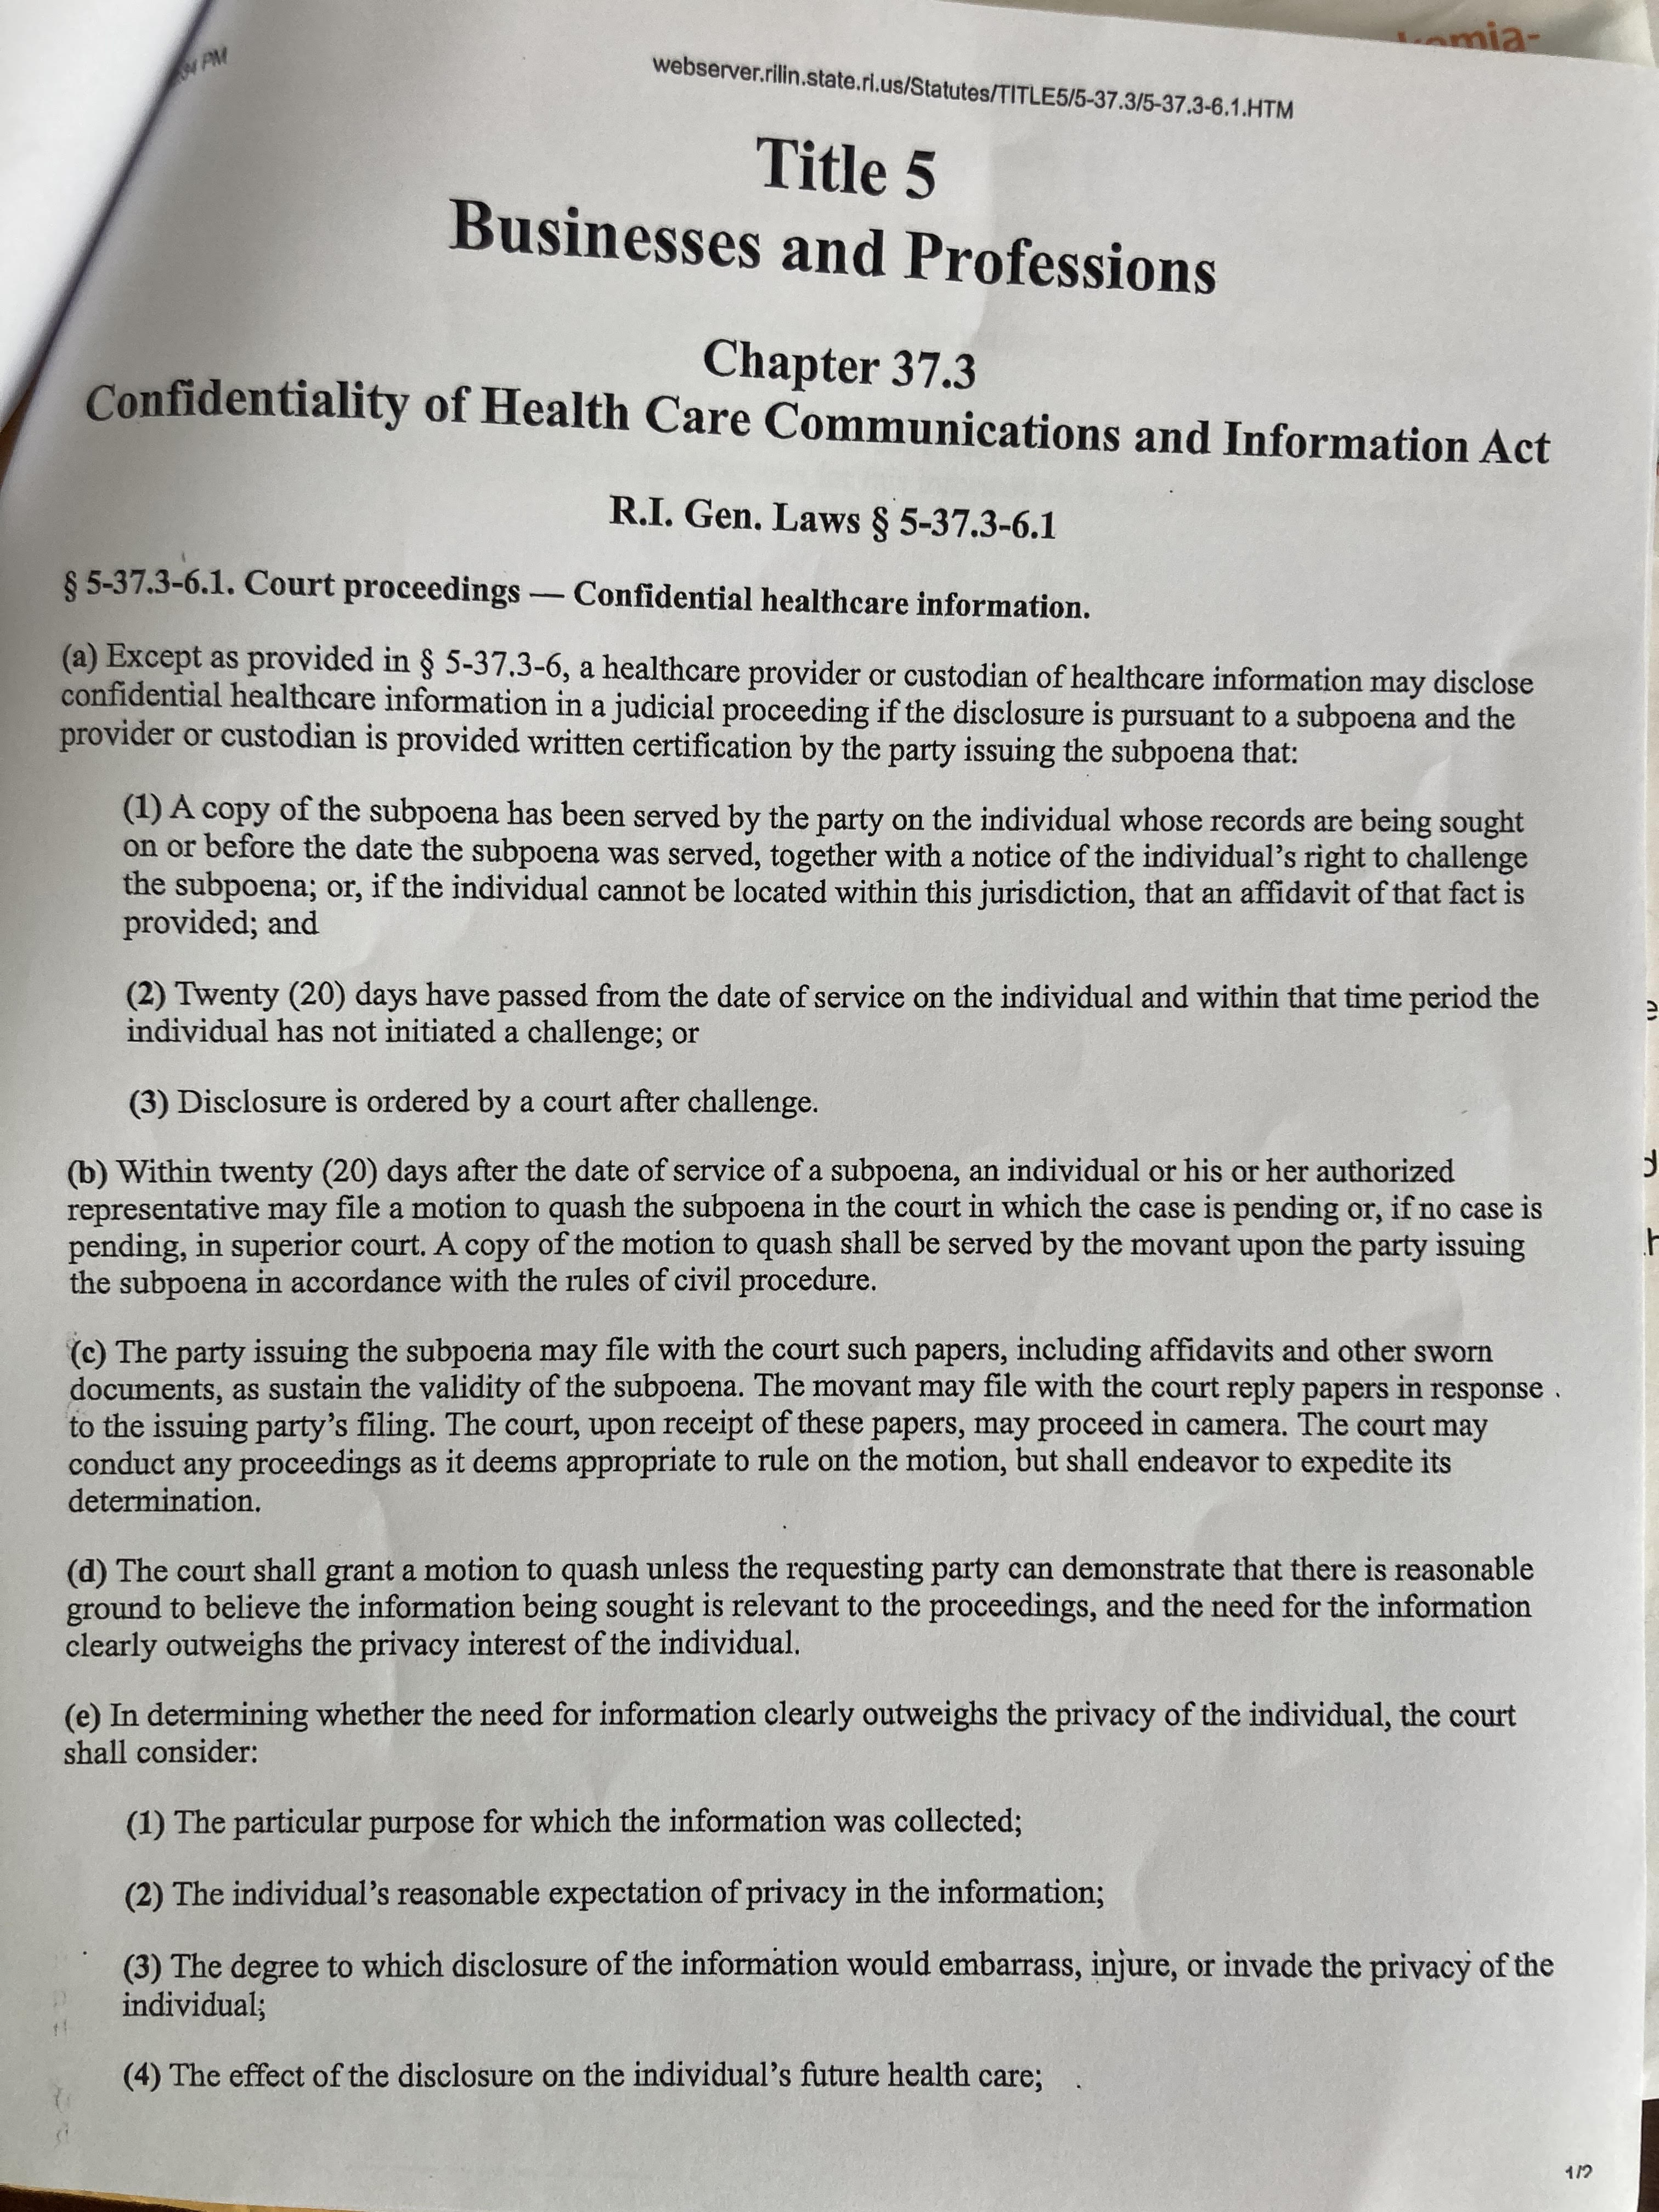 34 PM
webserver.rilin.state.ri.us/Statutes/TITLE5/5-37.3/5-37.3-6.1.HTM
Title 5
Businesses and Professions
Chapter 37.3
Confidentiality of Health Care Communications and Information Act
R.I. Gen. Laws § 5-37.3-6.1
§ 5-37.3-6.1. Court proceedings — Confidential healthcare information.
(a) Except as provided in § 5-37.3-6, a healthcare provider or custodian of healthcare information may disclose
confidential healthcare information in a judicial proceeding if the disclosure is pursuant to a subpoena and the
provider or custodian is provided written certification by the party issuing the subpoena that:
(1) A copy of the subpoena has been served by the party on the individual whose records are being sought
on or before the date the subpoena was served, together with a notice of the individual's right to challenge
the subpoena; or, if the individual cannot be located within this jurisdiction, that an affidavit of that fact is
provided; and
(2) Twenty (20) days have passed from the date of service on the individual and within that time period the
individual has not initiated a challenge; or
(3) Disclosure is ordered by a court after challenge.
(b) Within twenty (20) days after the date of service of a subpoena, an individual or his or her authorized
representative may file a motion to quash the subpoena in the court in which the case is pending or, if no case is
pending, in superior court. A copy of the motion to quash shall be served by the movant upon the party issuing
the subpoena in accordance with the rules of civil procedure.
(c) The party issuing the subpoena may file with the court such papers, including affidavits and other sworn
documents, as sustain the validity of the subpoena. The movant may file with the court reply papers in response
to the issuing party's filing. The court, upon receipt of these papers, may proceed in camera. The court may
conduct any proceedings as it deems appropriate to rule on the motion, but shall endeavor to expedite its
determination.
(d) The court shall grant a motion to quash unless the requesting party can demonstrate that there is reasonable
ground to believe the information being sought is relevant to the proceedings, and the need for the information
clearly outweighs the privacy interest of the individual.
(e) In determining whether the need for information clearly outweighs the privacy of the individual, the court
shall consider:
(1) The particular purpose for which the information was collected;
(2) The individual's reasonable expectation of privacy in the information;
(3) The degree to which disclosure of the information would embarrass, injure, or invade the privacy of the
individual;
(4) The effect of the disclosure on the individual's future health care;
1/2